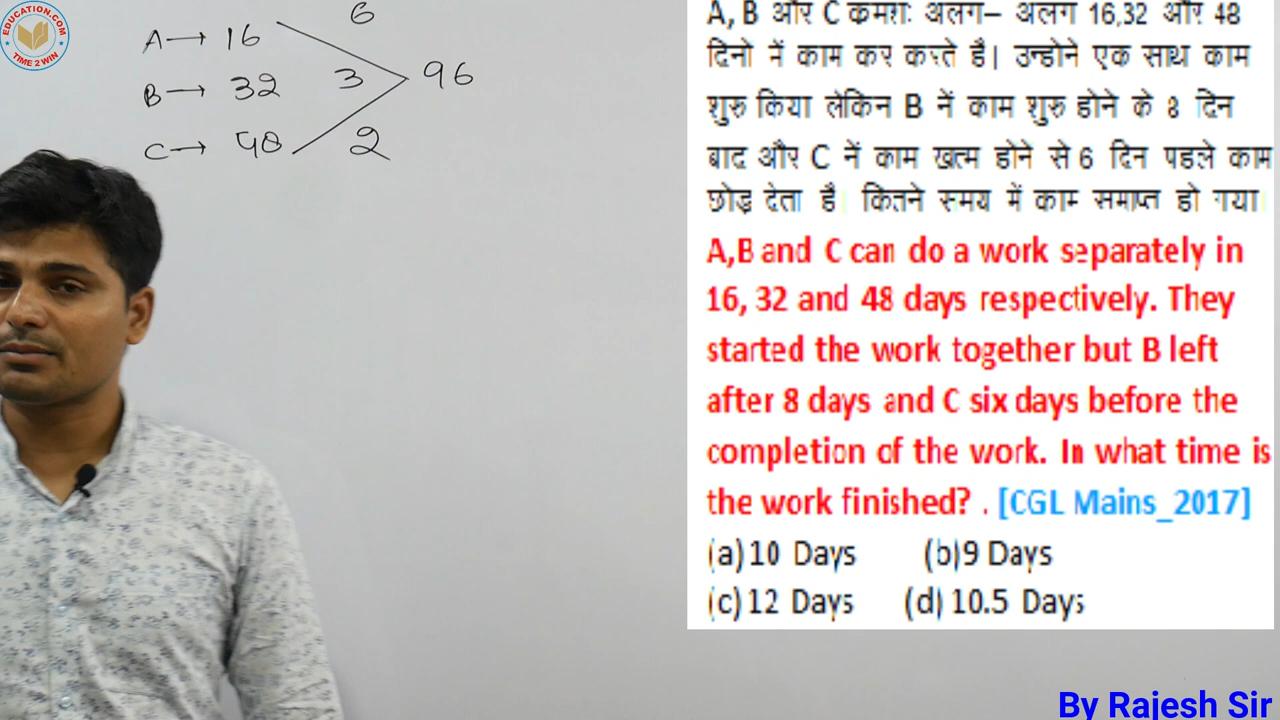 EDUCATION.COM
TIME 2 WIN
A → 16 6
B → 32 3 96
C → 48 2
A, B और C क्रमशः अलग– अलग 16,32 और 48
दिनो में काम कर करते है। उन्होने एक साथ काम
शुरु किया लेकिन B नें काम शुरु होने के 8 दिन
बाद और C नें काम खत्म होने से 6 दिन पहले काम
छोड़ देता है। कितने समय में काम समाप्त हो गया।
A,B and C can do a work separately in
16, 32 and 48 days respectively. They
started the work together but B left
after 8 days and C six days before the
completion of the work. In what time is
the work finished? . [CGL Mains_2017]
(a) 10 Days (b)9 Days
(c) 12 Days (d) 10.5 Days
By Rajesh Sir